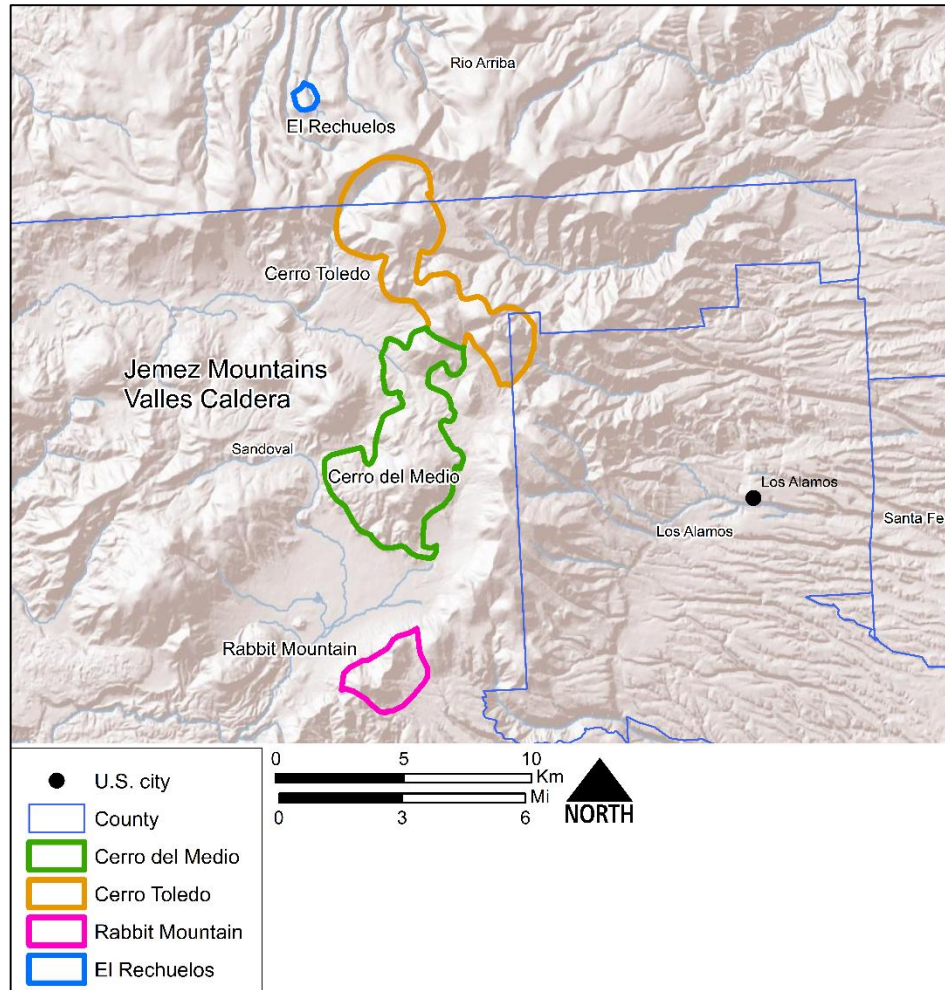 Rio Arriba
El Rechuelos
Cerro Toledo
Jemez Mountains
Valles Caldera
Sandoval
Cerro del Medio
Los Alamos
Los Alamos
Santa Fe
Rabbit Mountain
0 5 10
Km
Mi
0 3 6
NORTH
U.S. city
County
Cerro del Medio
Cerro Toledo
Rabbit Mountain
El Rechuelos